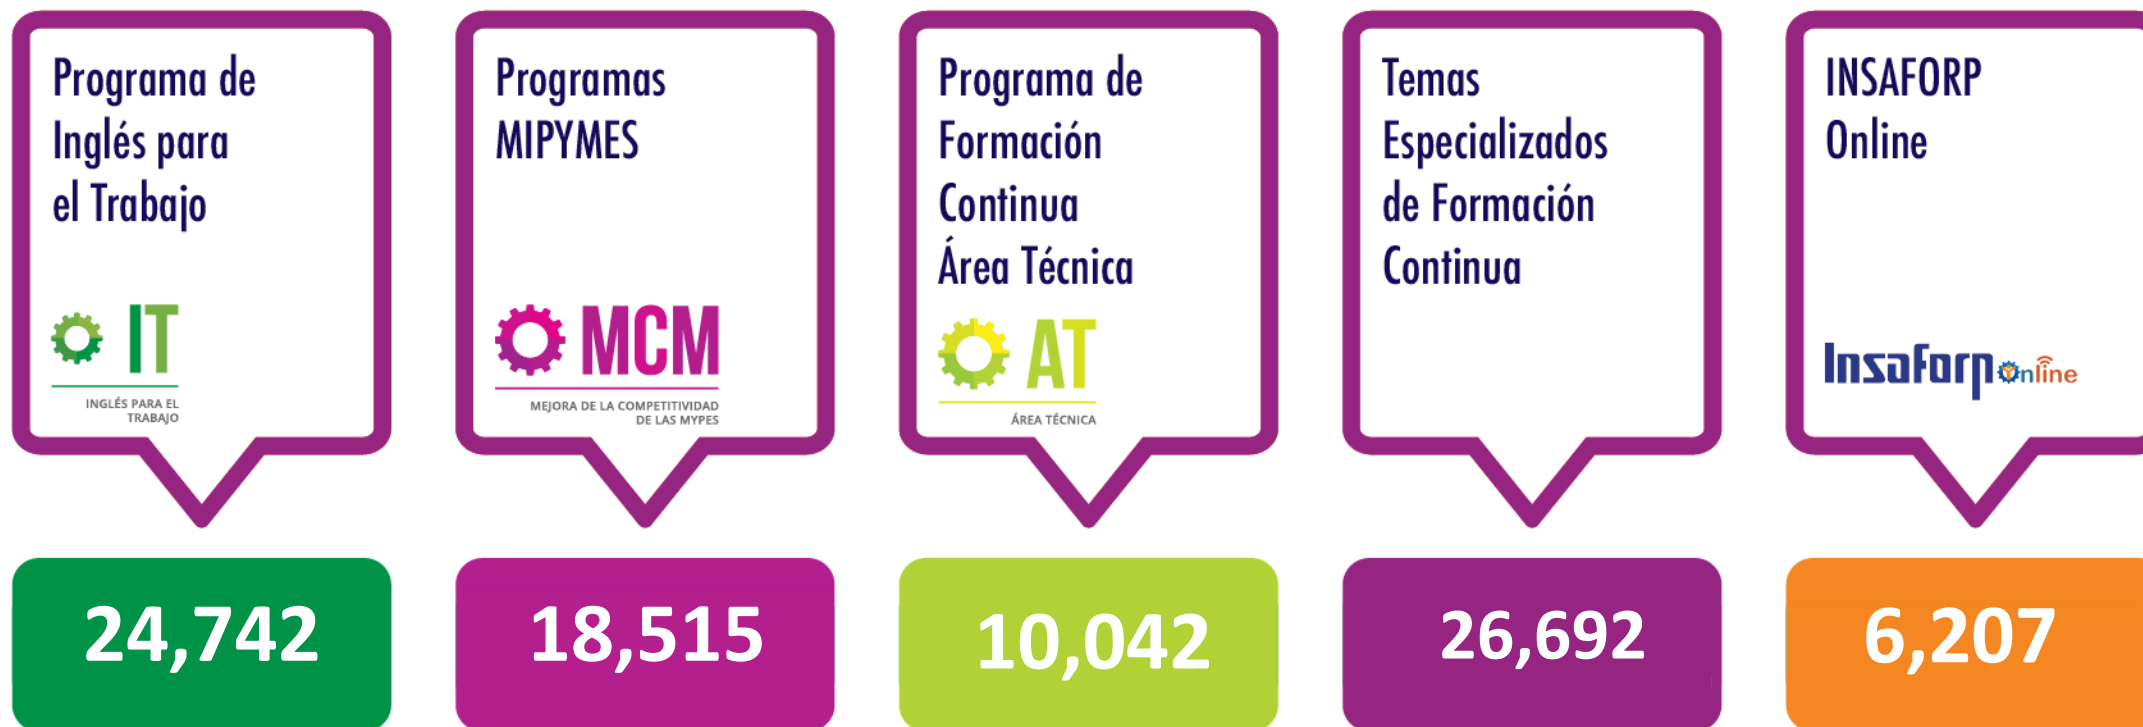 Programa de
Inglés para
el Trabajo
IT
INGLÉS PARA EL
TRABAJO
24,742
Programas
MIPYMES
MCM
MEJORA DE LA COMPETITIVIDAD
DE LAS MYPES
18,515
Programa de
Formación
Continua
Área Técnica
AT
ÁREA TÉCNICA
10,042
Temas
Especializados
de Formación
Continua
26,692
INSAFORP
Online
InsaForp Online
6,207